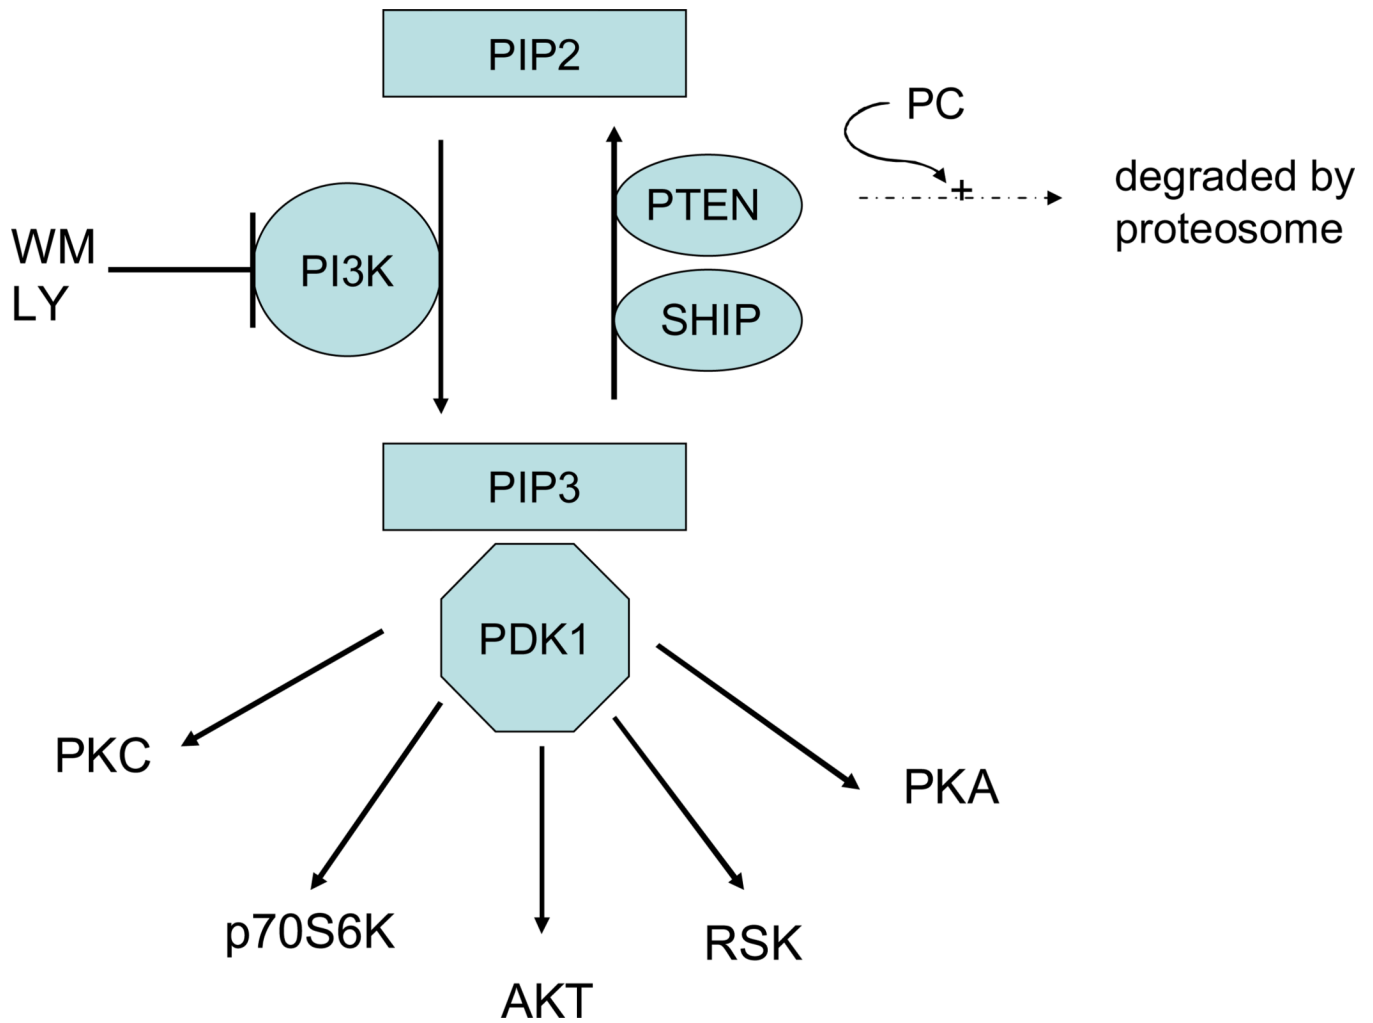 PIP2
PC
+
degraded by
proteosome
PTEN
WM
LY
PI3K
SHIP
PIP3
PDK1
PKC
PKA
p70S6K
RSK
AKT